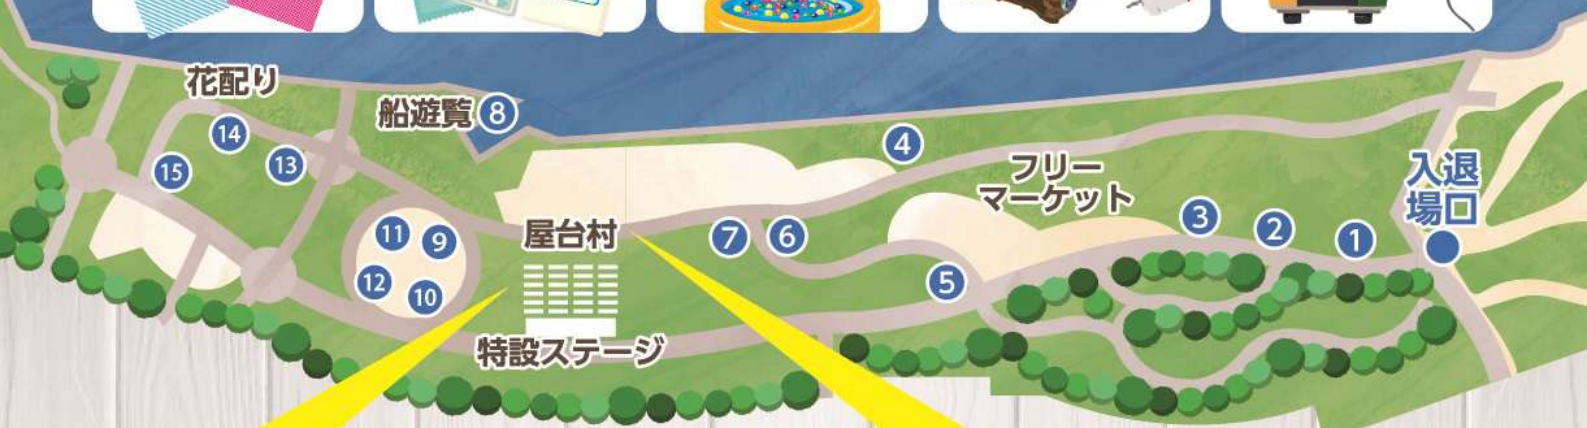 花配り
船遊覧 ⑧
⑭
⑬
⑮
④
フリー
マーケット
入退
場口
③
②
①
⑪
⑨
⑫
⑩
屋台村
⑦
⑥
⑤
特設ステージ